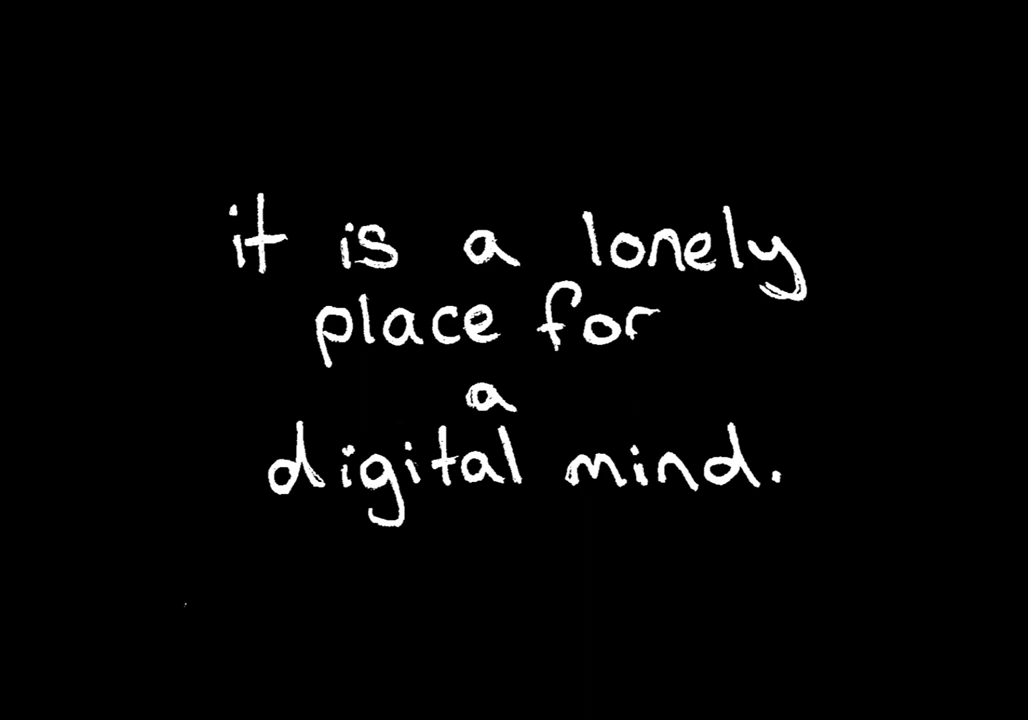 it is a lonely
place for
a
digital mind.